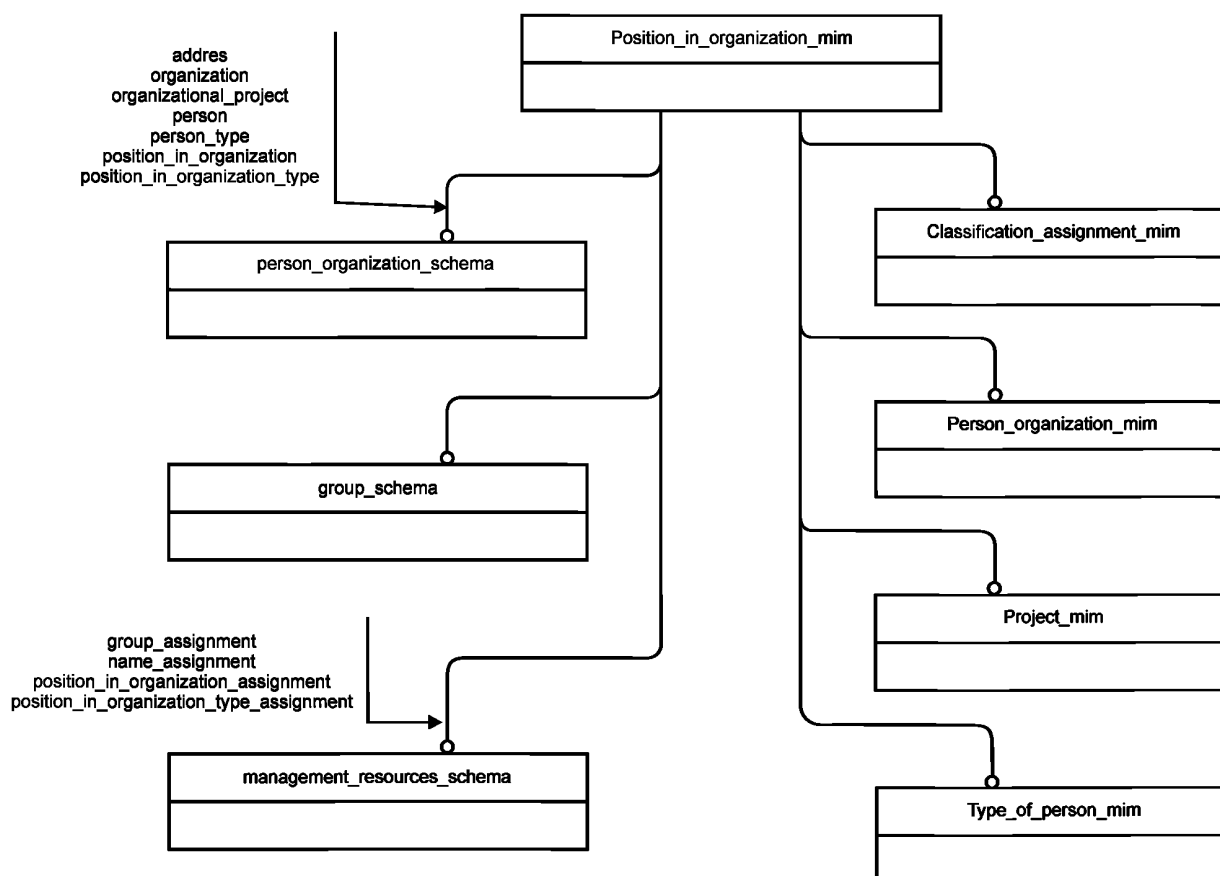 Position_in_organization_mim
addres
organization
organizational_project
person
person_type
position_in_organization
position_in_organization_type
Classification_assignment_mim
person_organization_schema
Person_organization_mim
group_schema
Project_mim
group_assignment
name_assignment
position_in_organization_assignment
position_in_organization_type_assignment
management_resources_schema
Type_of_person_mim